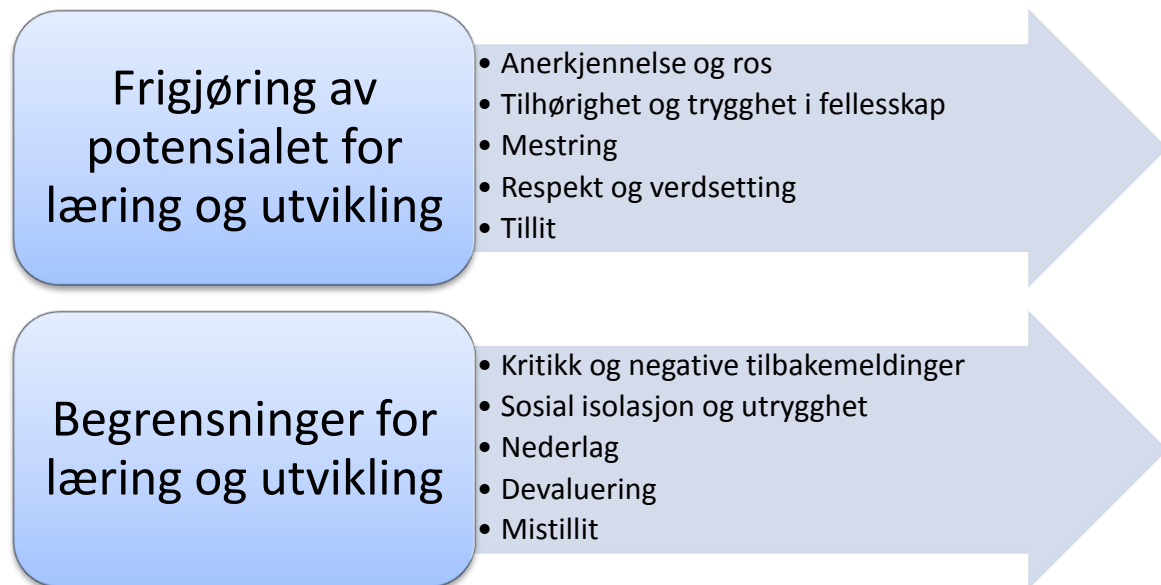 Frigjøring av
potensialet for
læring og utvikling
• Anerkjennelse og ros
• Tilhørighet og trygghet i fellesskap
• Mestring
• Respekt og verdsetting
• Tillit
Begrensninger for
læring og utvikling
• Kritikk og negative tilbakemeldinger
• Sosial isolasjon og utrygghet
• Nederlag
• Devaluering
• Mistillit